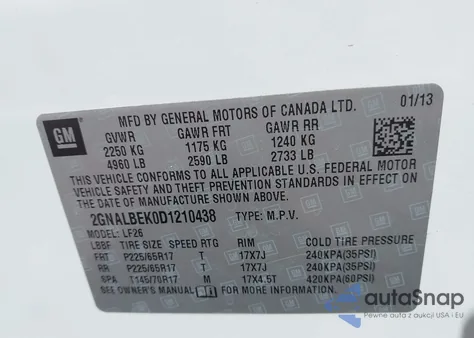 MFD BY GENERAL MOTORS OF CANADA LTD. 01/13
GM
GVWR GAWR FRT GAWR RR
2250 KG 1175 KG 1240 KG
4960 LB 2590 LB 2733 LB
THIS VEHICLE CONFORMS TO ALL APPLICABLE U.S. FEDERAL MOTOR
VEHICLE SAFETY AND THEFT PREVENTION STANDARDS IN EFFECT ON
THE DATE OF MANUFACTURE SHOWN ABOVE.
2GNALBEK0D1210438 TYPE: M.P.V.
MODEL: LF26
LBBF TIRE SIZE SPEED RTG RIM COLD TIRE PRESSURE
FRT P225/65R17 T 17X7J 240KPA(35PSI)
RR P225/65R17 T 17X7J 240KPA(35PSI)
SPA T145/70R17 M 17X4.5T 420KPA(60PSI)
SEE OWNER'S MANUAL FOR MORE INFORMATION.
autoSnap
Pewne auta z USA i EU